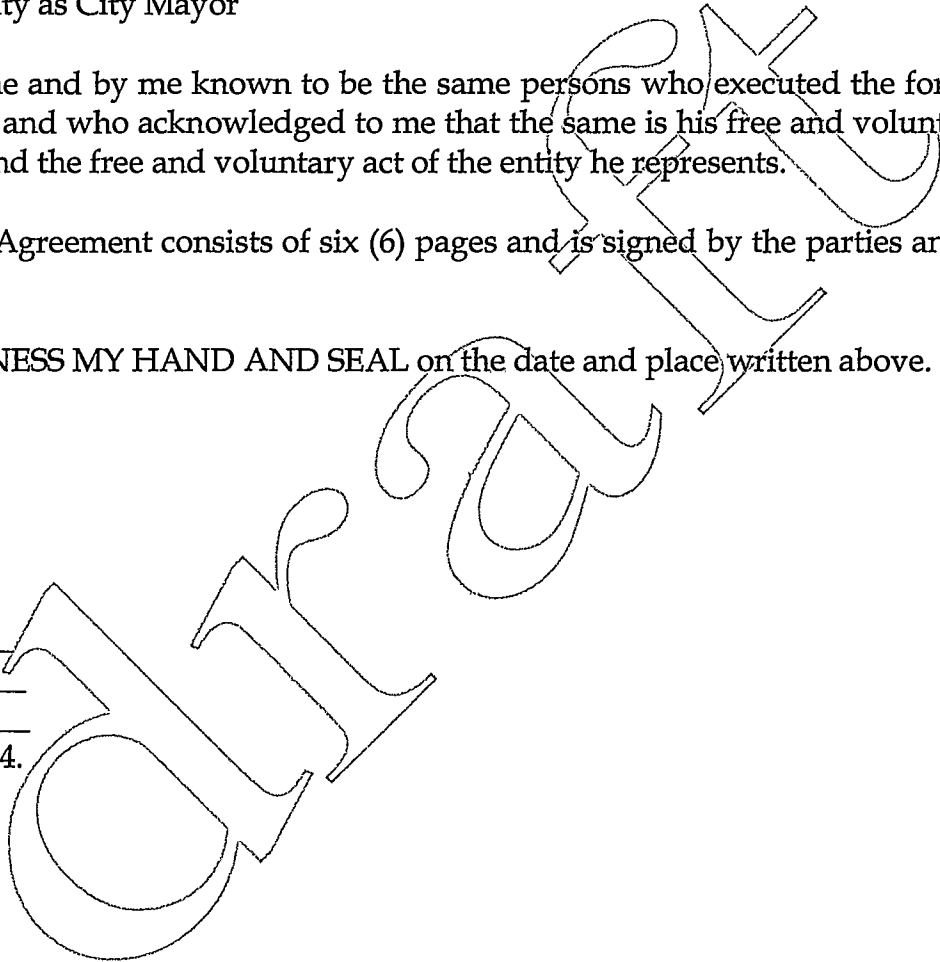 ty as City Mayor
e and by me known to be the same persons who executed the for
and who acknowledged to me that the same is his free and volunt
nd the free and voluntary act of the entity he represents.
Agreement consists of six (6) pages and is signed by the parties an
NESS MY HAND AND SEAL on the date and place written above.
4.
draft